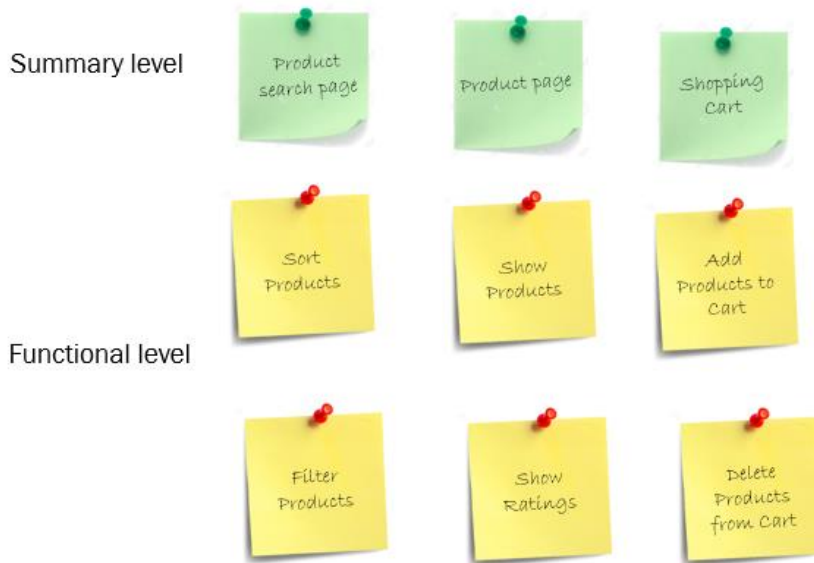 Summary level
Product
search page
Product page
Shopping
Cart
Sort
Products
Show
Products
Add
Products to
Cart
Functional level
Filter
Products
Show
Ratings
Delete
Products
from Cart